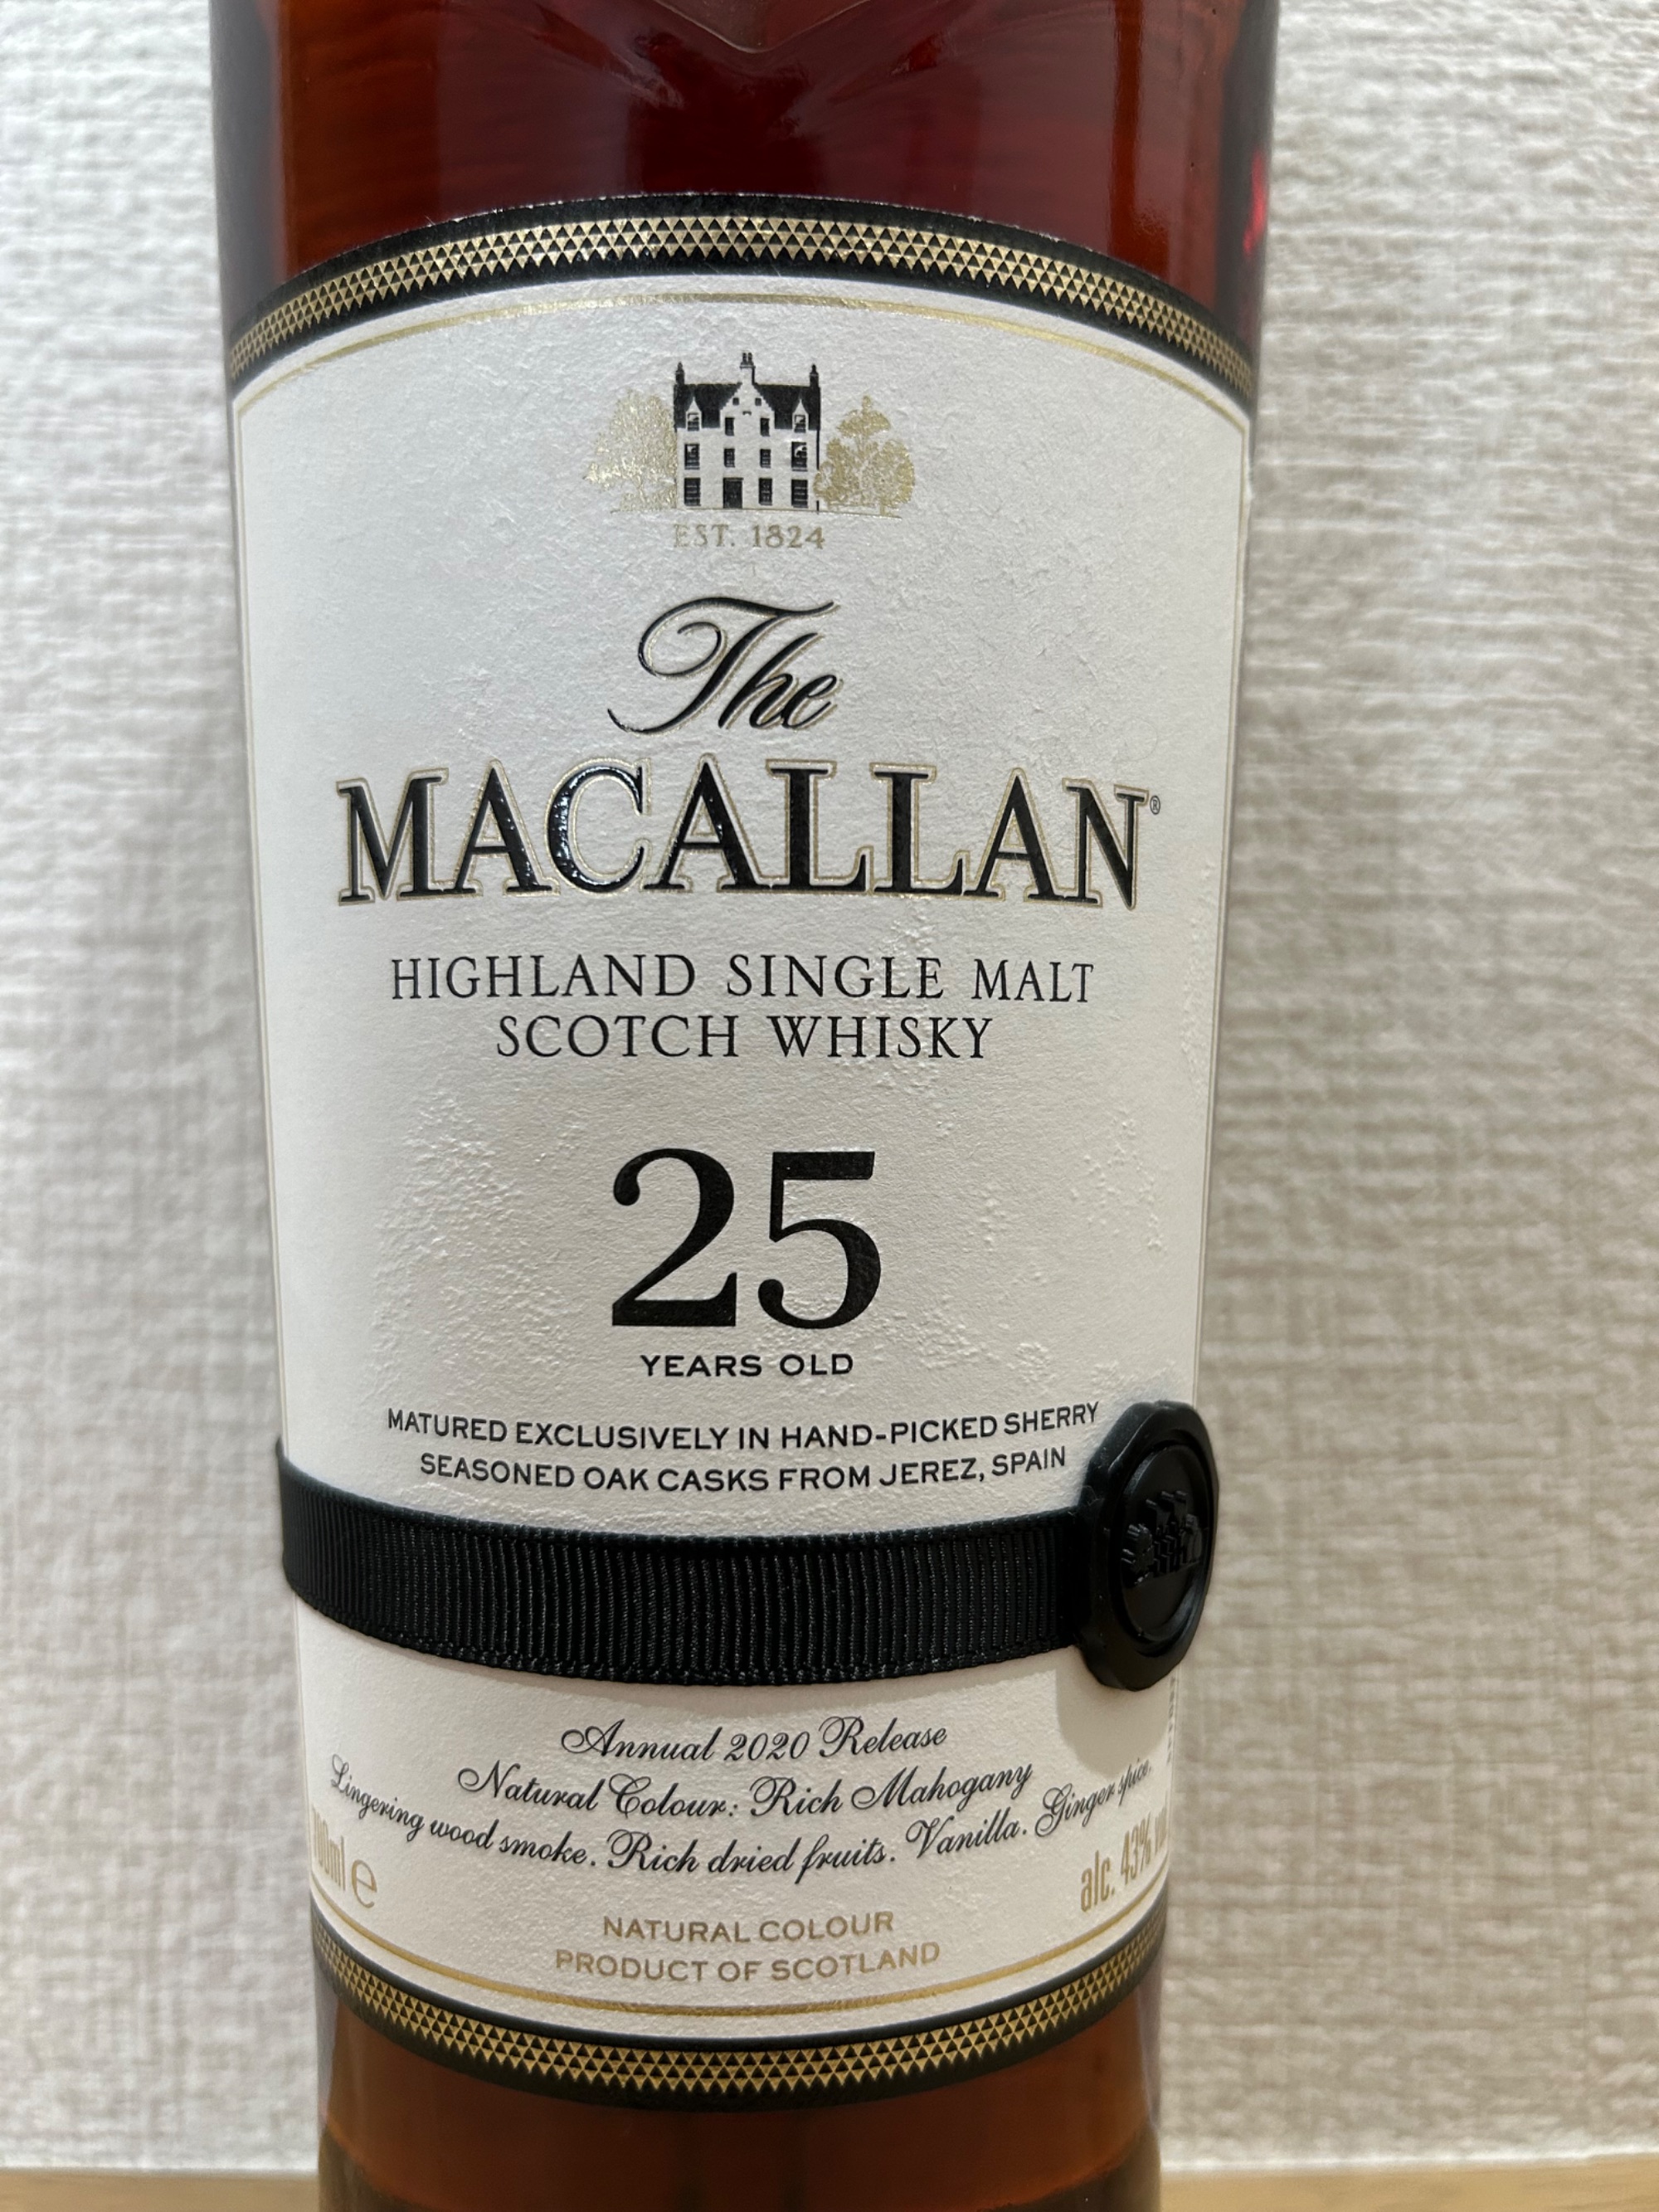 EST. 1824
The
MACALLAN®
HIGHLAND SINGLE MALT
SCOTCH WHISKY
25
YEARS OLD
MATURED EXCLUSIVELY IN HAND-PICKED SHERRY
SEASONED OAK CASKS FROM JEREZ, SPAIN
Annual 2020 Release
Natural Colour: Rich Mahogany
Lingering wood smoke. Rich dried fruits. Vanilla. Ginger spice.
alc. 43%
NATURAL COLOUR
PRODUCT OF SCOTLAND